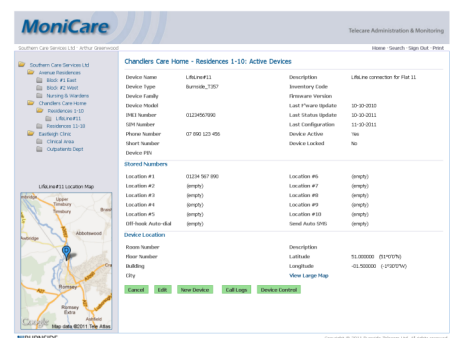 MoniCare
Telecare Administration & Monitoring
Southern Care Services Ltd : Arthur Greenwood
Home · Search · Sign Out · Print
Southern Care Services Ltd
Avenue Residences
Block #1 East
Block #2 West
Nursing & Wardens
Chandlers Care Home
Residences 1-10
LifeLine#11
Residences 11-18
Eastleigh Clinic
Clinical Area
Outpatients Dept
LifeLine#11 Location Map
Upper
Timsbury
Timsbury
Abbotswood
Romsey
Romsey
Extra
Google
Map data ©2011 Tele Atlas
Chandlers Care Home - Residences 1-10: Active Devices
Device Name LifeLine#11 Description LifeLine connection for Flat 11
Device Type Burnside_T357 Inventory Code
Device Family Firmware Version
Device Model Last F'ware Update 10-10-2010
IMEI Number 01234567890 Last Status Update 10-10-2011
SIM Number Last Configuration 11-10-2011
Phone Number 07 890 123 456 Device Active Yes
Short Number Device Locked No
Device PIN
Stored Numbers
Location #1 01234 567 890 Location #6 (empty)
Location #2 (empty) Location #7 (empty)
Location #3 (empty) Location #8 (empty)
Location #4 (empty) Location #9 (empty)
Location #5 (empty) Location #10 (empty)
Off-hook Auto-dial (empty) Send Auto SMS (empty)
Device Location
Room Number Description
Floor Number Latitude 51.000000 (51°0'0"N)
Building Longitude -01.500000 (-1°30'0"W)
City View Large Map
Cancel Edit New Device Call Logs Device Control
BURNSIDE